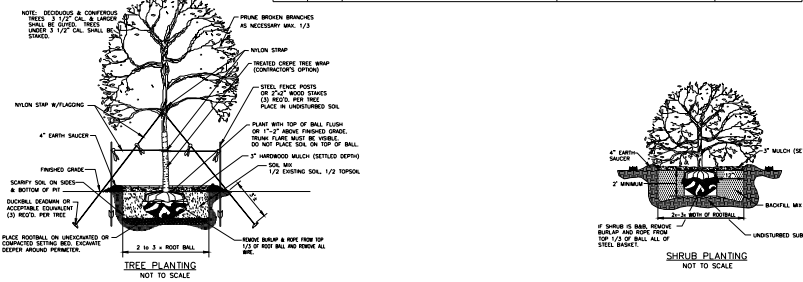 NOTE: DECIDUOUS & CONIFEROUS
TREES 3 1/2" CAL. & LARGER
SHALL BE GUYED. TREES
UNDER 3 1/2" CAL. SHALL BE
STAKED.
PRUNE BROKEN BRANCHES
AS NECESSARY MAX. 1/3
NYLON STRAP
TREATED CREPE TREE WRAP
(CONTRACTOR'S OPTION)
STEEL FENCE POSTS
OR 2"x2" WOOD STAKES
(3) REQ'D. PER TREE
PLACE IN UNDISTURBED SOIL
NYLON STAP W/FLAGGING
PLANT WITH TOP OF BALL FLUSH
OR 1"-2" ABOVE FINISHED GRADE.
TRUNK FLARE MUST BE VISIBLE.
DO NOT PLACE SOIL ON TOP OF BALL.
4" EARTH SAUCER
3" HARDWOOD MULCH (SETTLED DEPTH)
FINISHED GRADE
SOIL MIX
1/2 EXISTING SOIL, 1/2 TOPSOIL
SCARIFY SOIL ON SIDES
& BOTTOM OF PIT
DUCKBILL DEADMAN OR
ACCEPTABLE EQUIVALENT
(3) REQ'D. PER TREE
PLACE ROOTBALL ON UNEXCAVATED OR
COMPACTED SETTING BED. EXCAVATE
DEEPER AROUND PERIMETER.
2 to 3 x ROOT BALL
REMOVE BURLAP & ROPE FROM TOP
1/3 OF ROOT BALL AND REMOVE ALL
WIRE.
TREE PLANTING
NOT TO SCALE
4" EARTH
SAUCER
3" MULCH (SE
2' MINIMUM
BACKFILL MIX
2x-3x WIDTH OF ROOTBALL
UNDISTURBED SUB
IF SHRUB IS B&B, REMOVE
BURLAP AND ROPE FROM
TOP 1/3 OF BALL ALL OF
STEEL BASKET.
SHRUB PLANTING
NOT TO SCALE